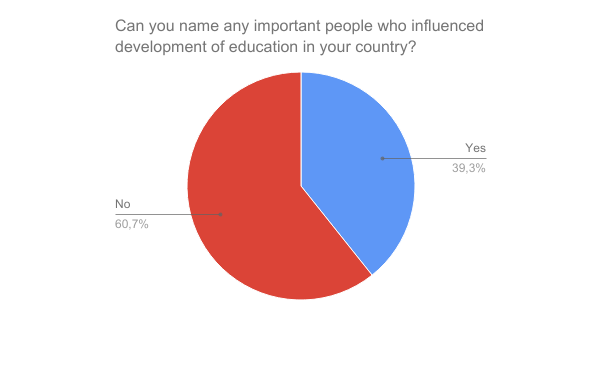 Can you name any important people who influenced
development of education in your country?
Yes
39,3%
No
60,7%